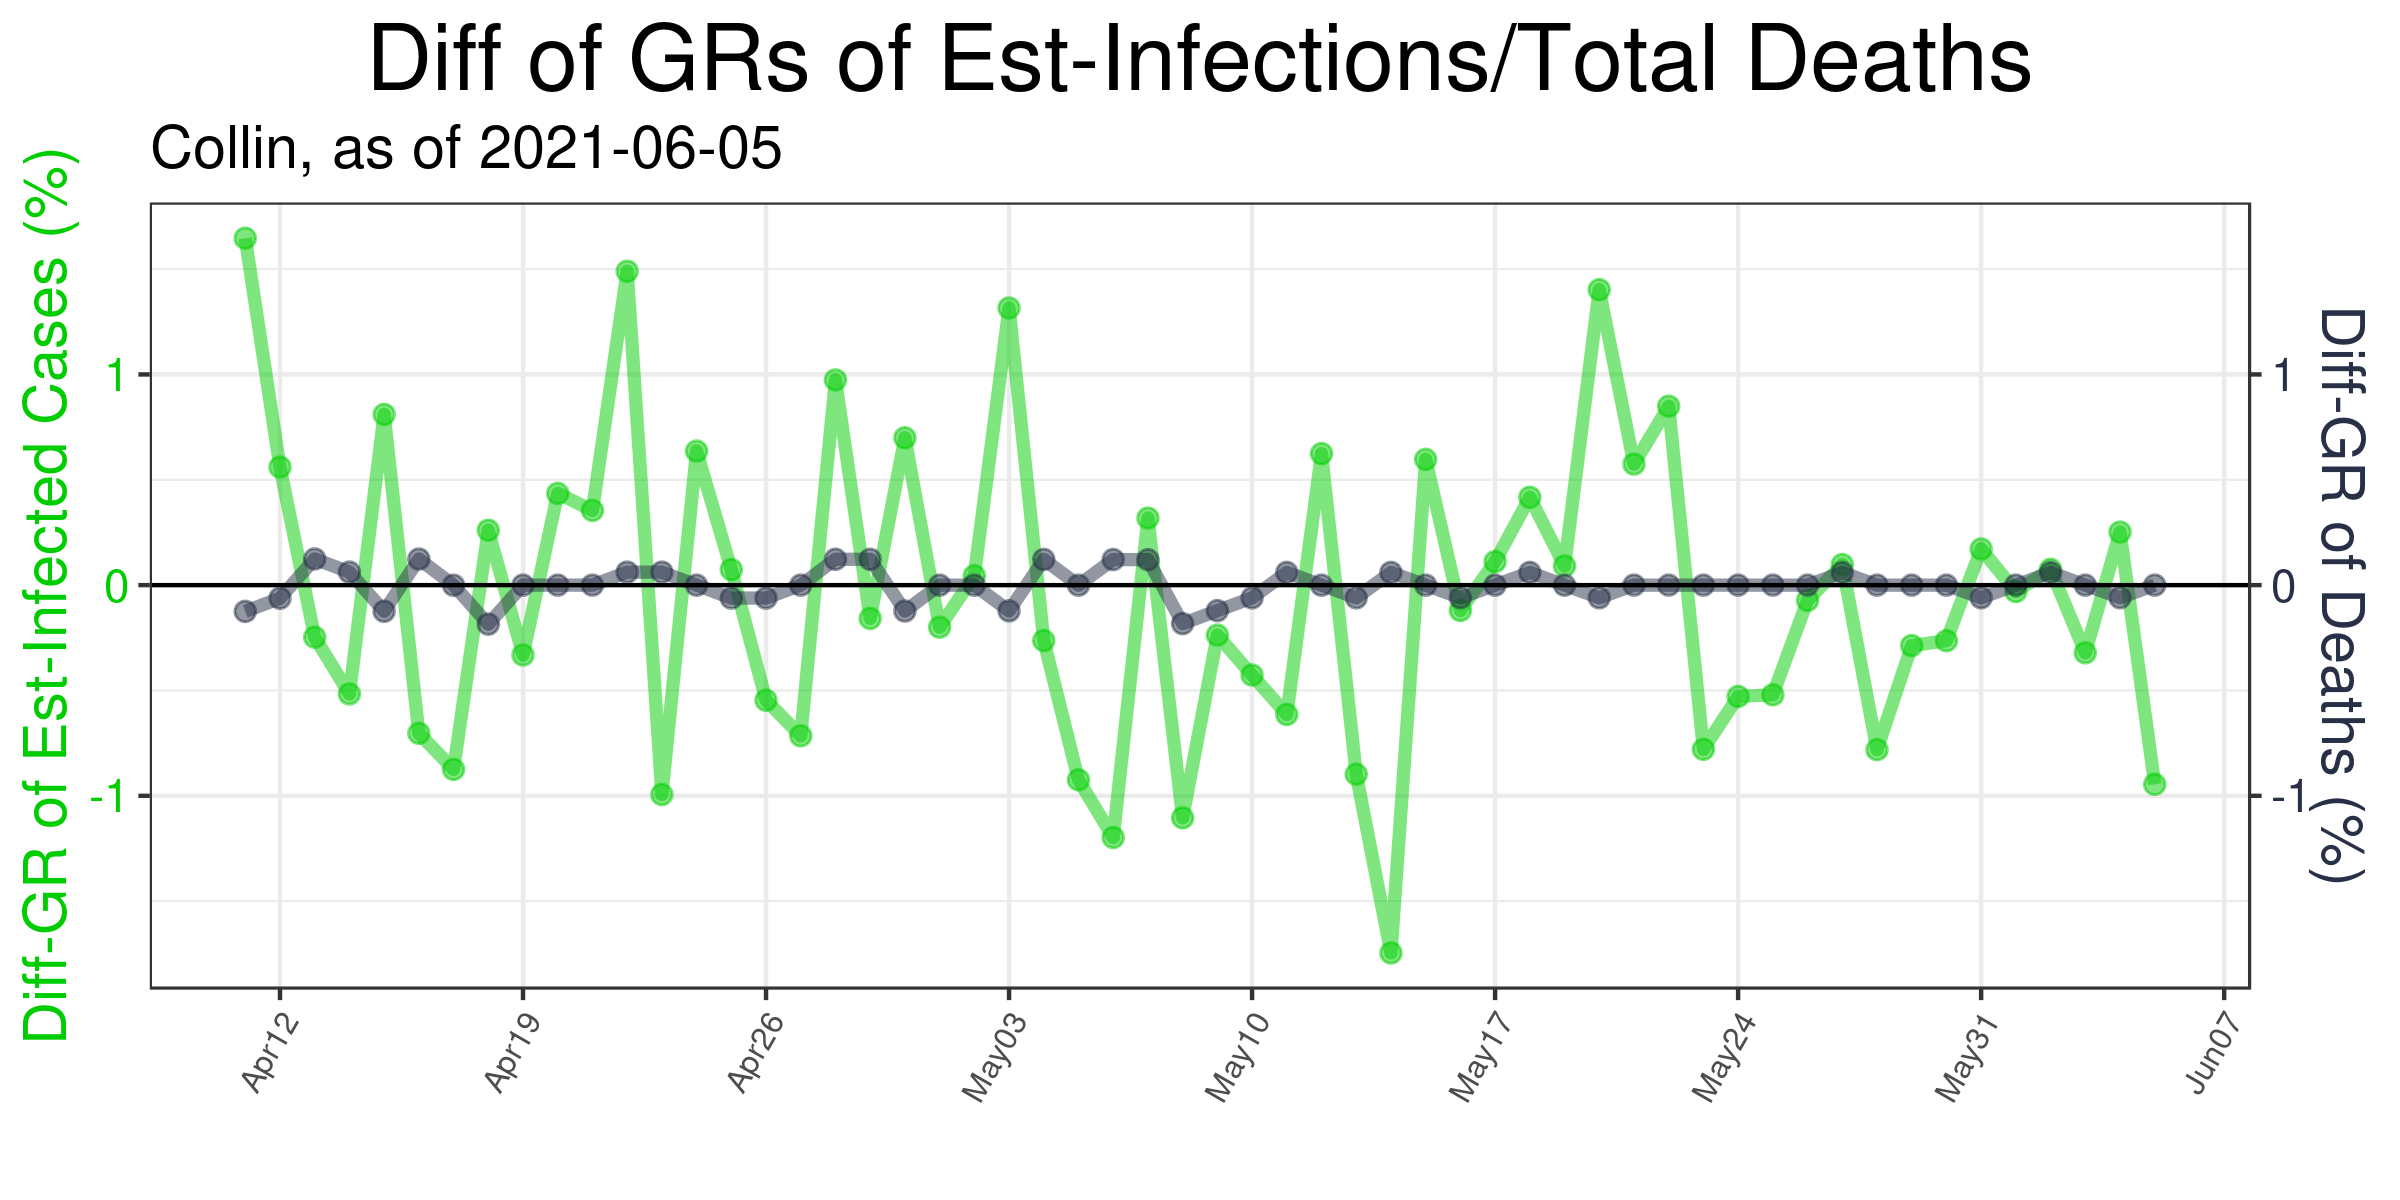 Diff of GRs of Est-Infections/Total Deaths
Collin, as of 2021-06-05
Diff-GR of Est-Infected Cases (%)
1
0
-1
1
0
-1
Diff-GR of Deaths (%)
Apr12
Apr19
Apr26
May03
May10
May17
May24
May31
Jun07